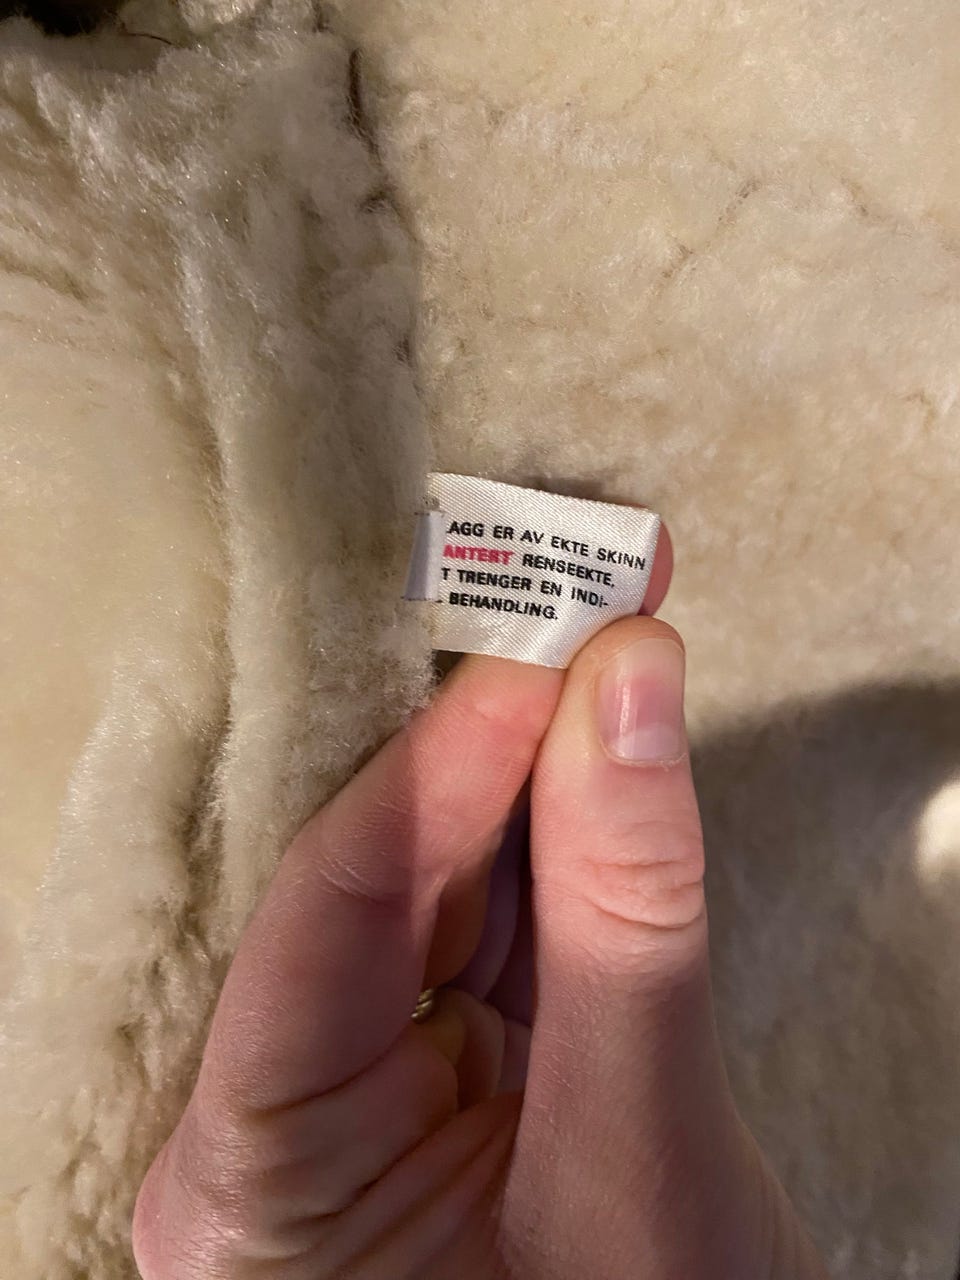 AGG ER AV EKTE SKINN
ANTERT RENSEEKTE,
T TRENGER EN INDI-
BEHANDLING.